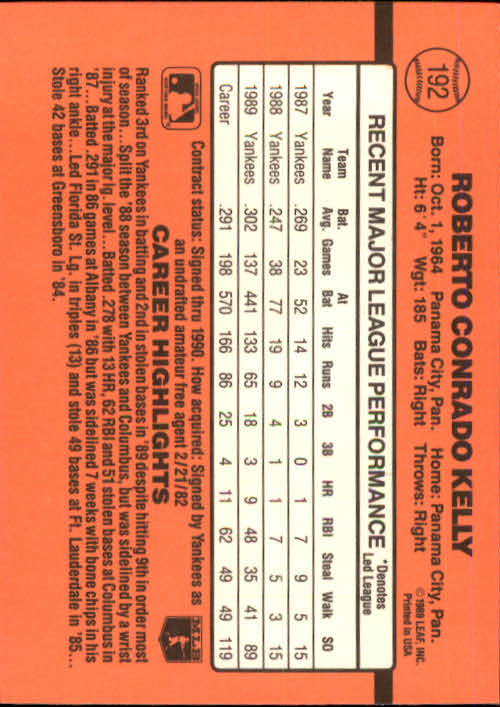 192
ROBERTO CONRADO KELLY
Born: Oct. 1, 1964 Panama City, Pan. Home: Panama City, Pan.
Ht: 6' 4" Wgt: 185 Bats: Right Throws: Right
© 1989 LEAF, INC.
Printed in USA
RECENT MAJOR LEAGUE PERFORMANCE *Denotes Led League
Year Team Name Bat. Avg. Games At Bat Hits Runs 2B 3B HR RBI Steal Walk SO
1987 Yankees .269 23 52 14 12 3 0 1 7 9 5 15
1988 Yankees .247 38 77 19 9 4 1 1 7 5 3 15
1989 Yankees .302 137 441 133 65 18 3 9 48 35 41 89
Career .291 198 570 166 86 25 4 11 62 49 49 119
Contract status: Signed thru 1990. How acquired: Signed by Yankees as
an undrafted amateur free agent 2/21/82
MLB
CAREER HIGHLIGHTS
Ranked 3rd on Yankees in batting and 2nd in stolen bases in '89 despite hitting 9th in order most
of season...Split the '88 season between Yankees and Columbus, but was sidelined by a wrist
injury at the major lg. level...Batted .278 with 13 HR, 62 RBI and 51 stolen bases at Columbus in
'87...Batted .291 in 86 games at Albany in '86 but was sidelined 7 weeks with bone chips in his
right ankle...Led Florida St. Lg. in triples (13) and stole 49 bases at Ft. Lauderdale in '85...
Stole 42 bases at Greensboro in '84.